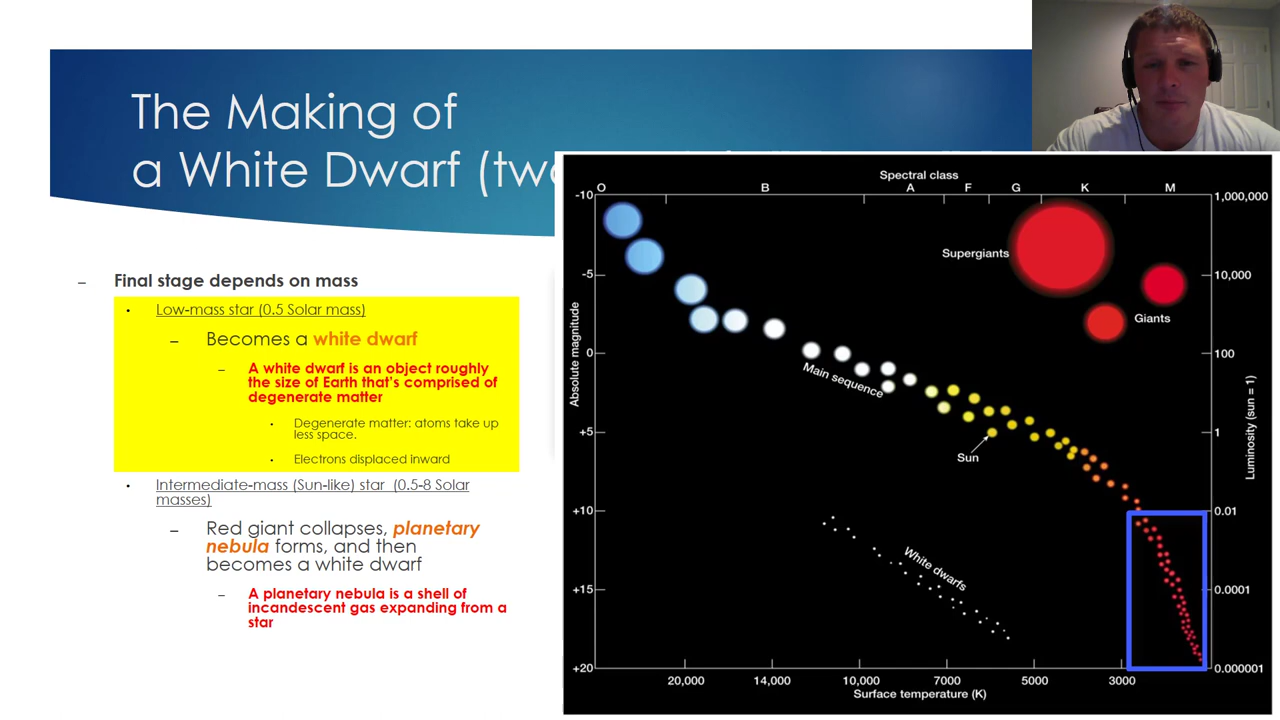 The Making of
a White Dwarf (two
– Final stage depends on mass
• Low-mass star (0.5 Solar mass)
– Becomes a white dwarf
– A white dwarf is an object roughly
the size of Earth that's comprised of
degenerate matter
• Degenerate matter: atoms take up
less space.
• Electrons displaced inward
• Intermediate-mass (Sun-like) star (0.5-8 Solar
masses)
– Red giant collapses, planetary
nebula forms, and then
becomes a white dwarf
– A planetary nebula is a shell of
incandescent gas expanding from a
star
Spectral class
O B A F G K M
-10
-5
0
+5
+10
+15
+20
Absolute magnitude
1,000,000
10,000
100
1
0.01
0.0001
0.000001
Luminosity (sun = 1)
Supergiants
Giants
Main sequence
Sun
White dwarfs
20,000 14,000 10,000 7000 5000 3000
Surface temperature (K)